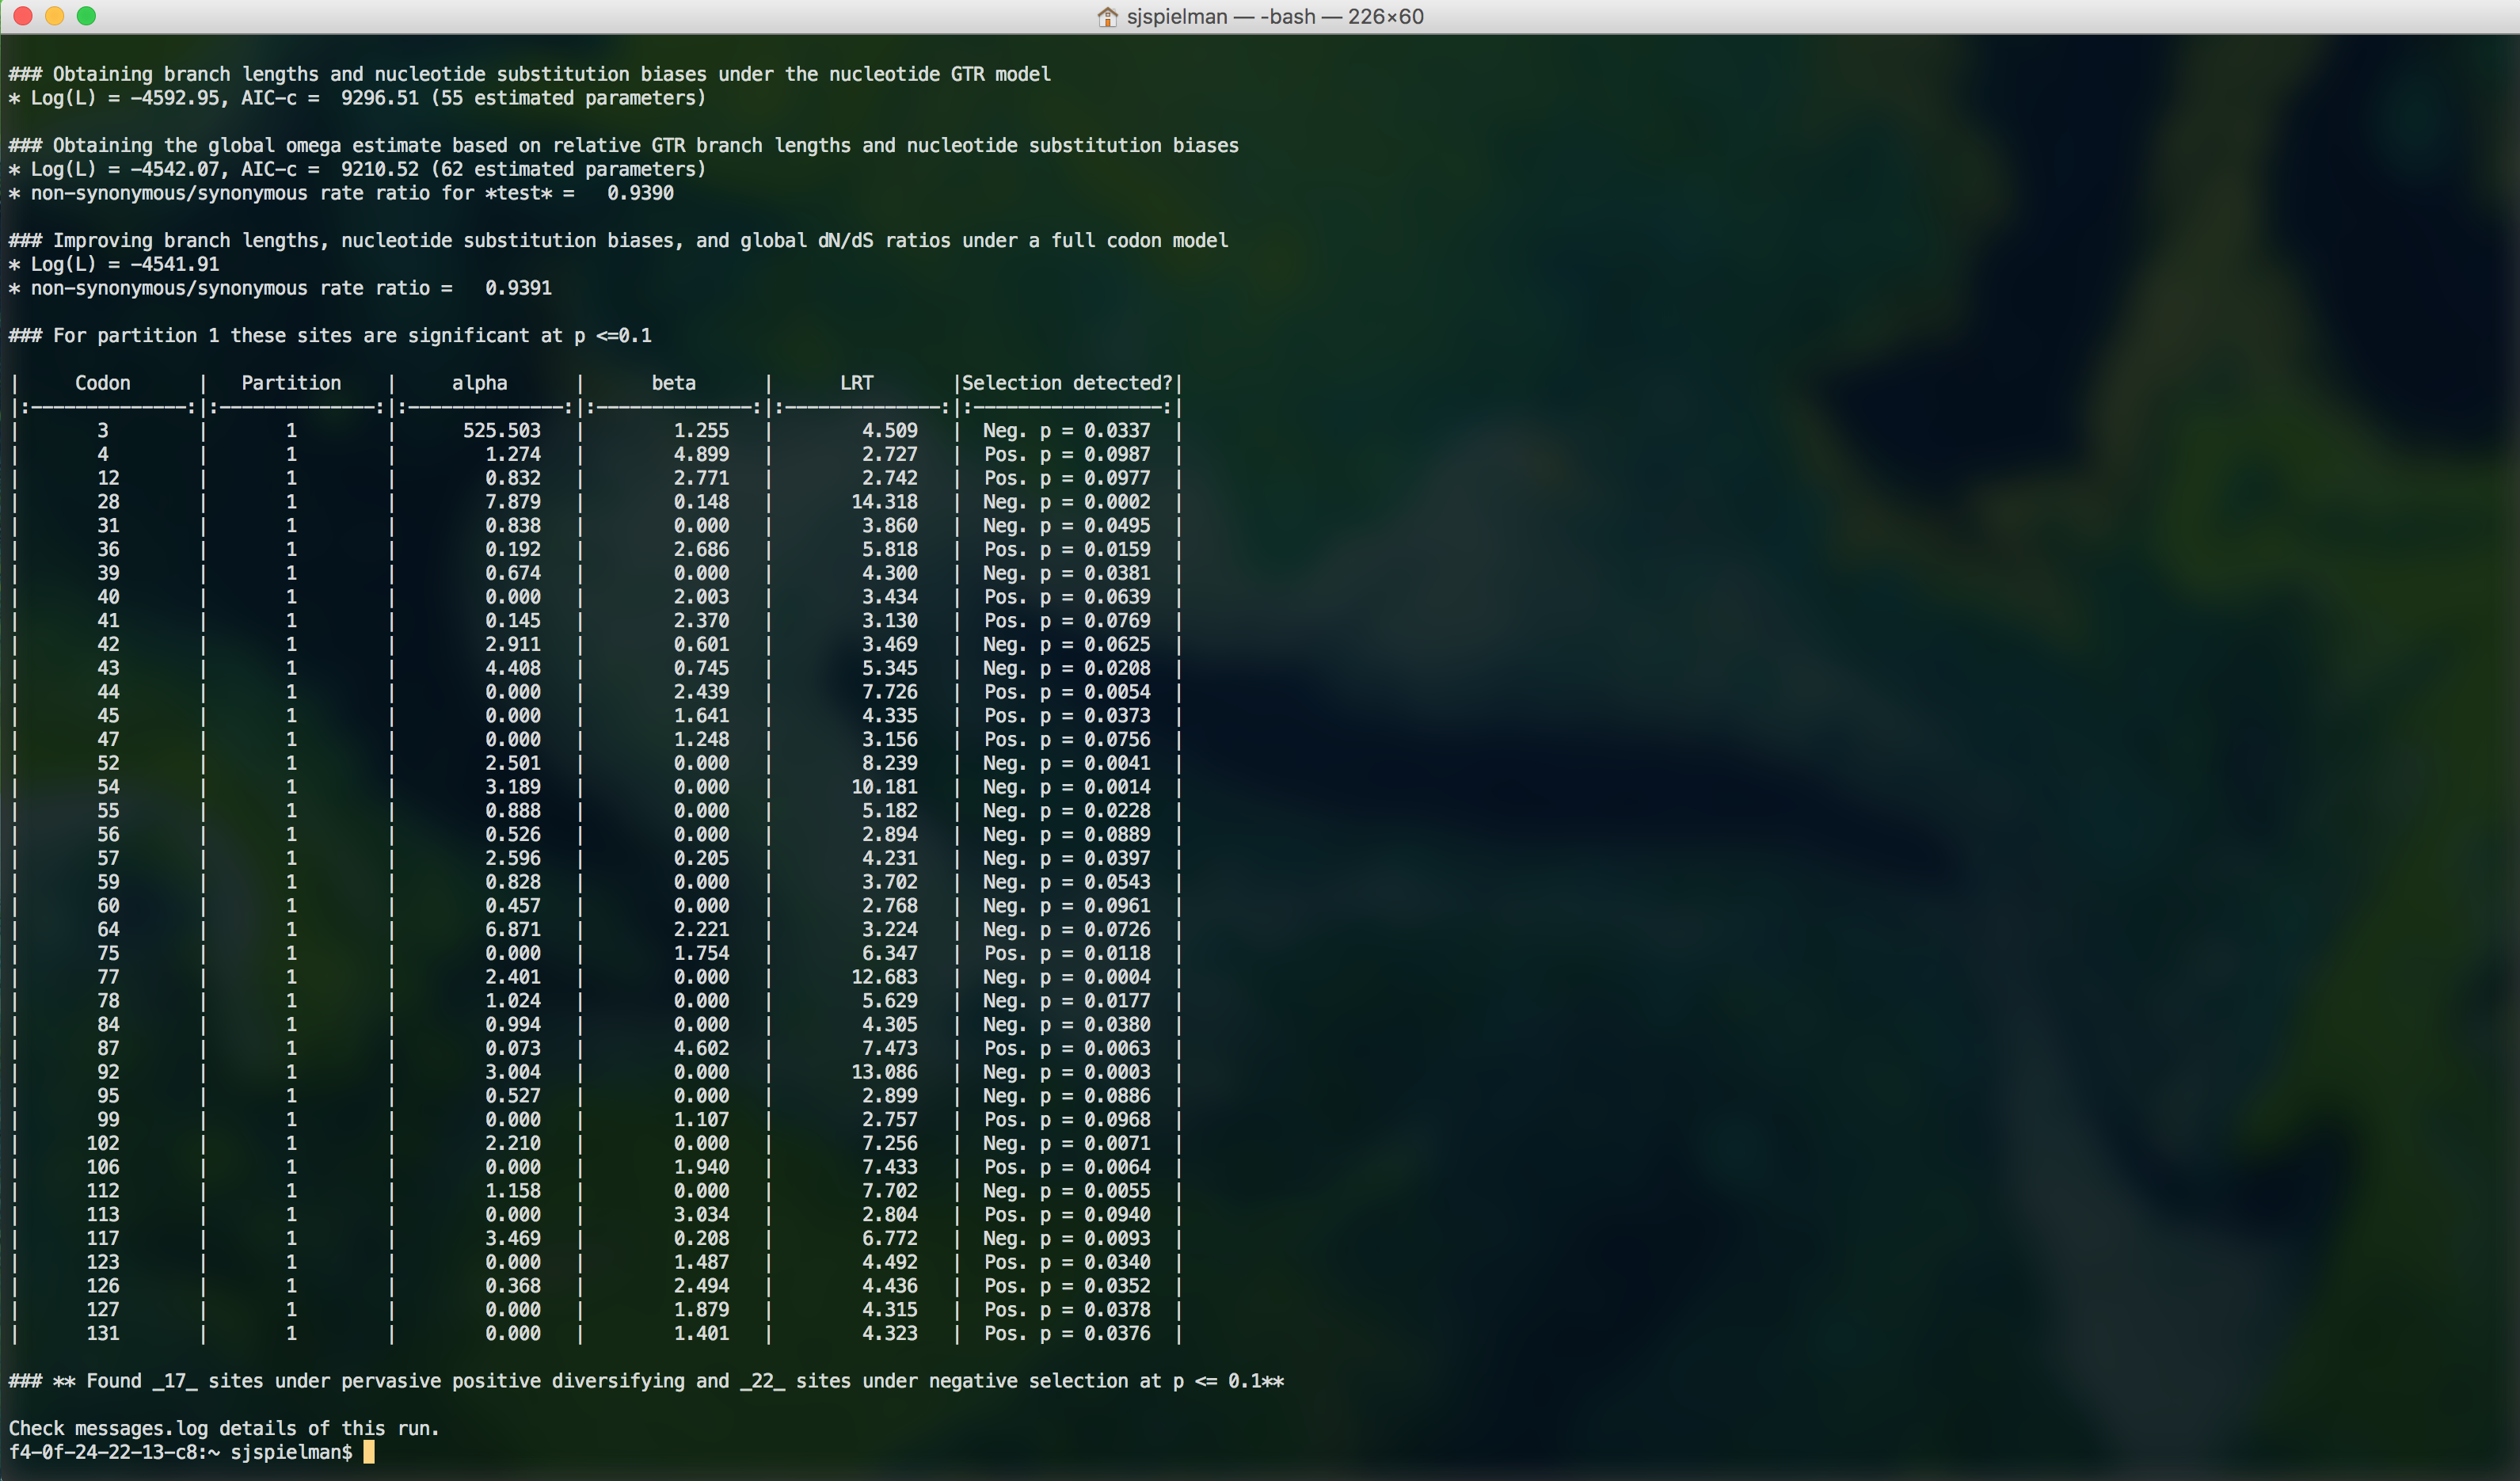 sjspielman — -bash — 226×60
### Obtaining branch lengths and nucleotide substitution biases under the nucleotide GTR model
* Log(L) = -4592.95, AIC-c =  9296.51 (55 estimated parameters)
### Obtaining the global omega estimate based on relative GTR branch lengths and nucleotide substitution biases
* Log(L) = -4542.07, AIC-c =  9210.52 (62 estimated parameters)
* non-synonymous/synonymous rate ratio for *test* =   0.9390
### Improving branch lengths, nucleotide substitution biases, and global dN/dS ratios under a full codon model
* Log(L) = -4541.91
* non-synonymous/synonymous rate ratio =   0.9391
### For partition 1 these sites are significant at p <=0.1
| Codon | Partition | alpha | beta | LRT |Selection detected?|
|:--------------:|:--------------:|:--------------:|:--------------:|:--------------:|:-----------------:|
| 3 | 1 | 525.503 | 1.255 | 4.509 | Neg. p = 0.0337 |
| 4 | 1 | 1.274 | 4.899 | 2.727 | Pos. p = 0.0987 |
| 12 | 1 | 0.832 | 2.771 | 2.742 | Pos. p = 0.0977 |
| 28 | 1 | 7.879 | 0.148 | 14.318 | Neg. p = 0.0002 |
| 31 | 1 | 0.838 | 0.000 | 3.860 | Neg. p = 0.0495 |
| 36 | 1 | 0.192 | 2.686 | 5.818 | Pos. p = 0.0159 |
| 39 | 1 | 0.674 | 0.000 | 4.300 | Neg. p = 0.0381 |
| 40 | 1 | 0.000 | 2.003 | 3.434 | Pos. p = 0.0639 |
| 41 | 1 | 0.145 | 2.370 | 3.130 | Pos. p = 0.0769 |
| 42 | 1 | 2.911 | 0.601 | 3.469 | Neg. p = 0.0625 |
| 43 | 1 | 4.408 | 0.745 | 5.345 | Neg. p = 0.0208 |
| 44 | 1 | 0.000 | 2.439 | 7.726 | Pos. p = 0.0054 |
| 45 | 1 | 0.000 | 1.641 | 4.335 | Pos. p = 0.0373 |
| 47 | 1 | 0.000 | 1.248 | 3.156 | Pos. p = 0.0756 |
| 52 | 1 | 2.501 | 0.000 | 8.239 | Neg. p = 0.0041 |
| 54 | 1 | 3.189 | 0.000 | 10.181 | Neg. p = 0.0014 |
| 55 | 1 | 0.888 | 0.000 | 5.182 | Neg. p = 0.0228 |
| 56 | 1 | 0.526 | 0.000 | 2.894 | Neg. p = 0.0889 |
| 57 | 1 | 2.596 | 0.205 | 4.231 | Neg. p = 0.0397 |
| 59 | 1 | 0.828 | 0.000 | 3.702 | Neg. p = 0.0543 |
| 60 | 1 | 0.457 | 0.000 | 2.768 | Neg. p = 0.0961 |
| 64 | 1 | 6.871 | 2.221 | 3.224 | Neg. p = 0.0726 |
| 75 | 1 | 0.000 | 1.754 | 6.347 | Pos. p = 0.0118 |
| 77 | 1 | 2.401 | 0.000 | 12.683 | Neg. p = 0.0004 |
| 78 | 1 | 1.024 | 0.000 | 5.629 | Neg. p = 0.0177 |
| 84 | 1 | 0.994 | 0.000 | 4.305 | Neg. p = 0.0380 |
| 87 | 1 | 0.073 | 4.602 | 7.473 | Pos. p = 0.0063 |
| 92 | 1 | 3.004 | 0.000 | 13.086 | Neg. p = 0.0003 |
| 95 | 1 | 0.527 | 0.000 | 2.899 | Neg. p = 0.0886 |
| 99 | 1 | 0.000 | 1.107 | 2.757 | Pos. p = 0.0968 |
| 102 | 1 | 2.210 | 0.000 | 7.256 | Neg. p = 0.0071 |
| 106 | 1 | 0.000 | 1.940 | 7.433 | Pos. p = 0.0064 |
| 112 | 1 | 1.158 | 0.000 | 7.702 | Neg. p = 0.0055 |
| 113 | 1 | 0.000 | 3.034 | 2.804 | Pos. p = 0.0940 |
| 117 | 1 | 3.469 | 0.208 | 6.772 | Neg. p = 0.0093 |
| 123 | 1 | 0.000 | 1.487 | 4.492 | Pos. p = 0.0340 |
| 126 | 1 | 0.368 | 2.494 | 4.436 | Pos. p = 0.0352 |
| 127 | 1 | 0.000 | 1.879 | 4.315 | Pos. p = 0.0378 |
| 131 | 1 | 0.000 | 1.401 | 4.323 | Pos. p = 0.0376 |
### ** Found _17_ sites under pervasive positive diversifying and _22_ sites under negative selection at p <= 0.1**
Check messages.log details of this run.
f4-0f-24-22-13-c8:~ sjspielman$